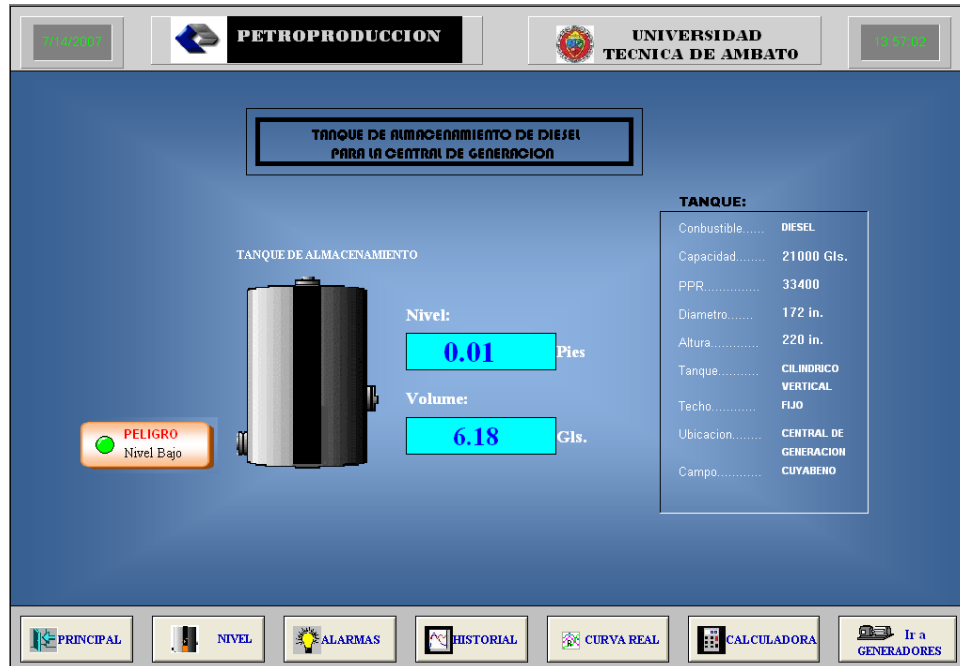 7/14/2007
PETROPRODUCCION
UNIVERSIDAD
TECNICA DE AMBATO
18:57:02
TANQUE DE ALMACENAMIENTO DE DIESEL
PARA LA CENTRAL DE GENERACION
TANQUE DE ALMACENAMIENTO
Nivel:
0.01 Pies
Volume:
6.18 Gls.
PELIGRO
Nivel Bajo
TANQUE:
Conbustible...... DIESEL
Capacidad........ 21000 Gls.
PPR............... 33400
Diametro....... 172 in.
Altura............. 220 in.
Tanque........... CILINDRICO
VERTICAL
Techo............ FIJO
Ubicacion........ CENTRAL DE
GENERACION
Campo............ CUYABENO
PRINCIPAL
NIVEL
ALARMAS
HISTORIAL
CURVA REAL
CALCULADORA
Ir a
GENERADORES